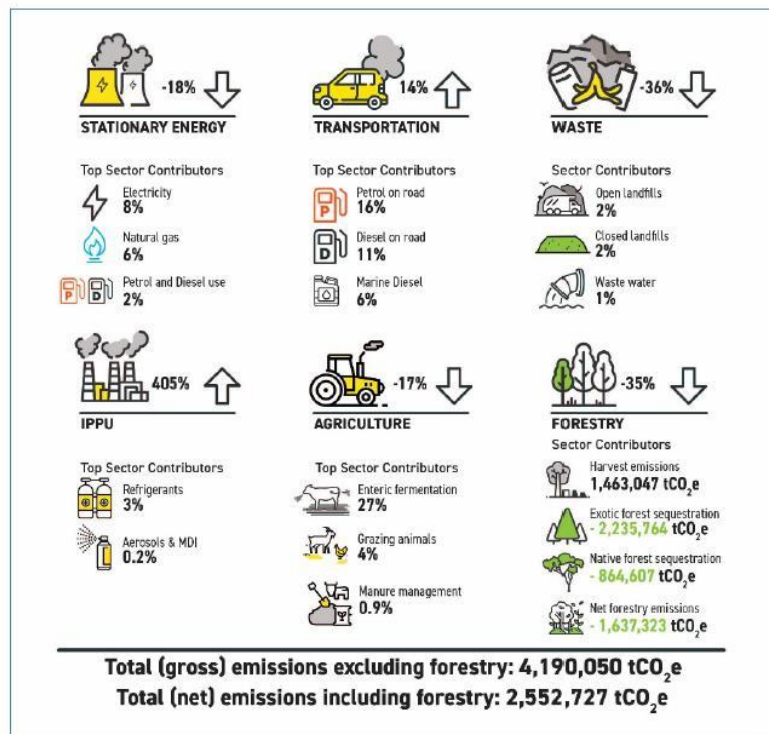 -18%
STATIONARY ENERGY
Top Sector Contributors
Electricity
8%
Natural gas
6%
P
D
Petrol and Diesel use
2%
14%
TRANSPORTATION
Top Sector Contributors
P
Petrol on road
16%
D
Diesel on road
11%
Marine Diesel
6%
-36%
WASTE
Sector Contributors
Open landfills
2%
Closed landfills
2%
Waste water
1%
405%
IPPU
Top Sector Contributors
Refrigerants
3%
Aerosols & MDI
0.2%
-17%
AGRICULTURE
Top Sector Contributors
Enteric fermentation
27%
Grazing animals
4%
Manure management
0.9%
-35%
FORESTRY
Sector Contributors
Harvest emissions
1,463,047 tCO₂e
Exotic forest sequestration
- 2,235,764 tCO₂e
Native forest sequestration
- 864,607 tCO₂e
Net forestry emissions
- 1,637,323 tCO₂e
Total (gross) emissions excluding forestry: 4,190,050 tCO₂e
Total (net) emissions including forestry: 2,552,727 tCO₂e